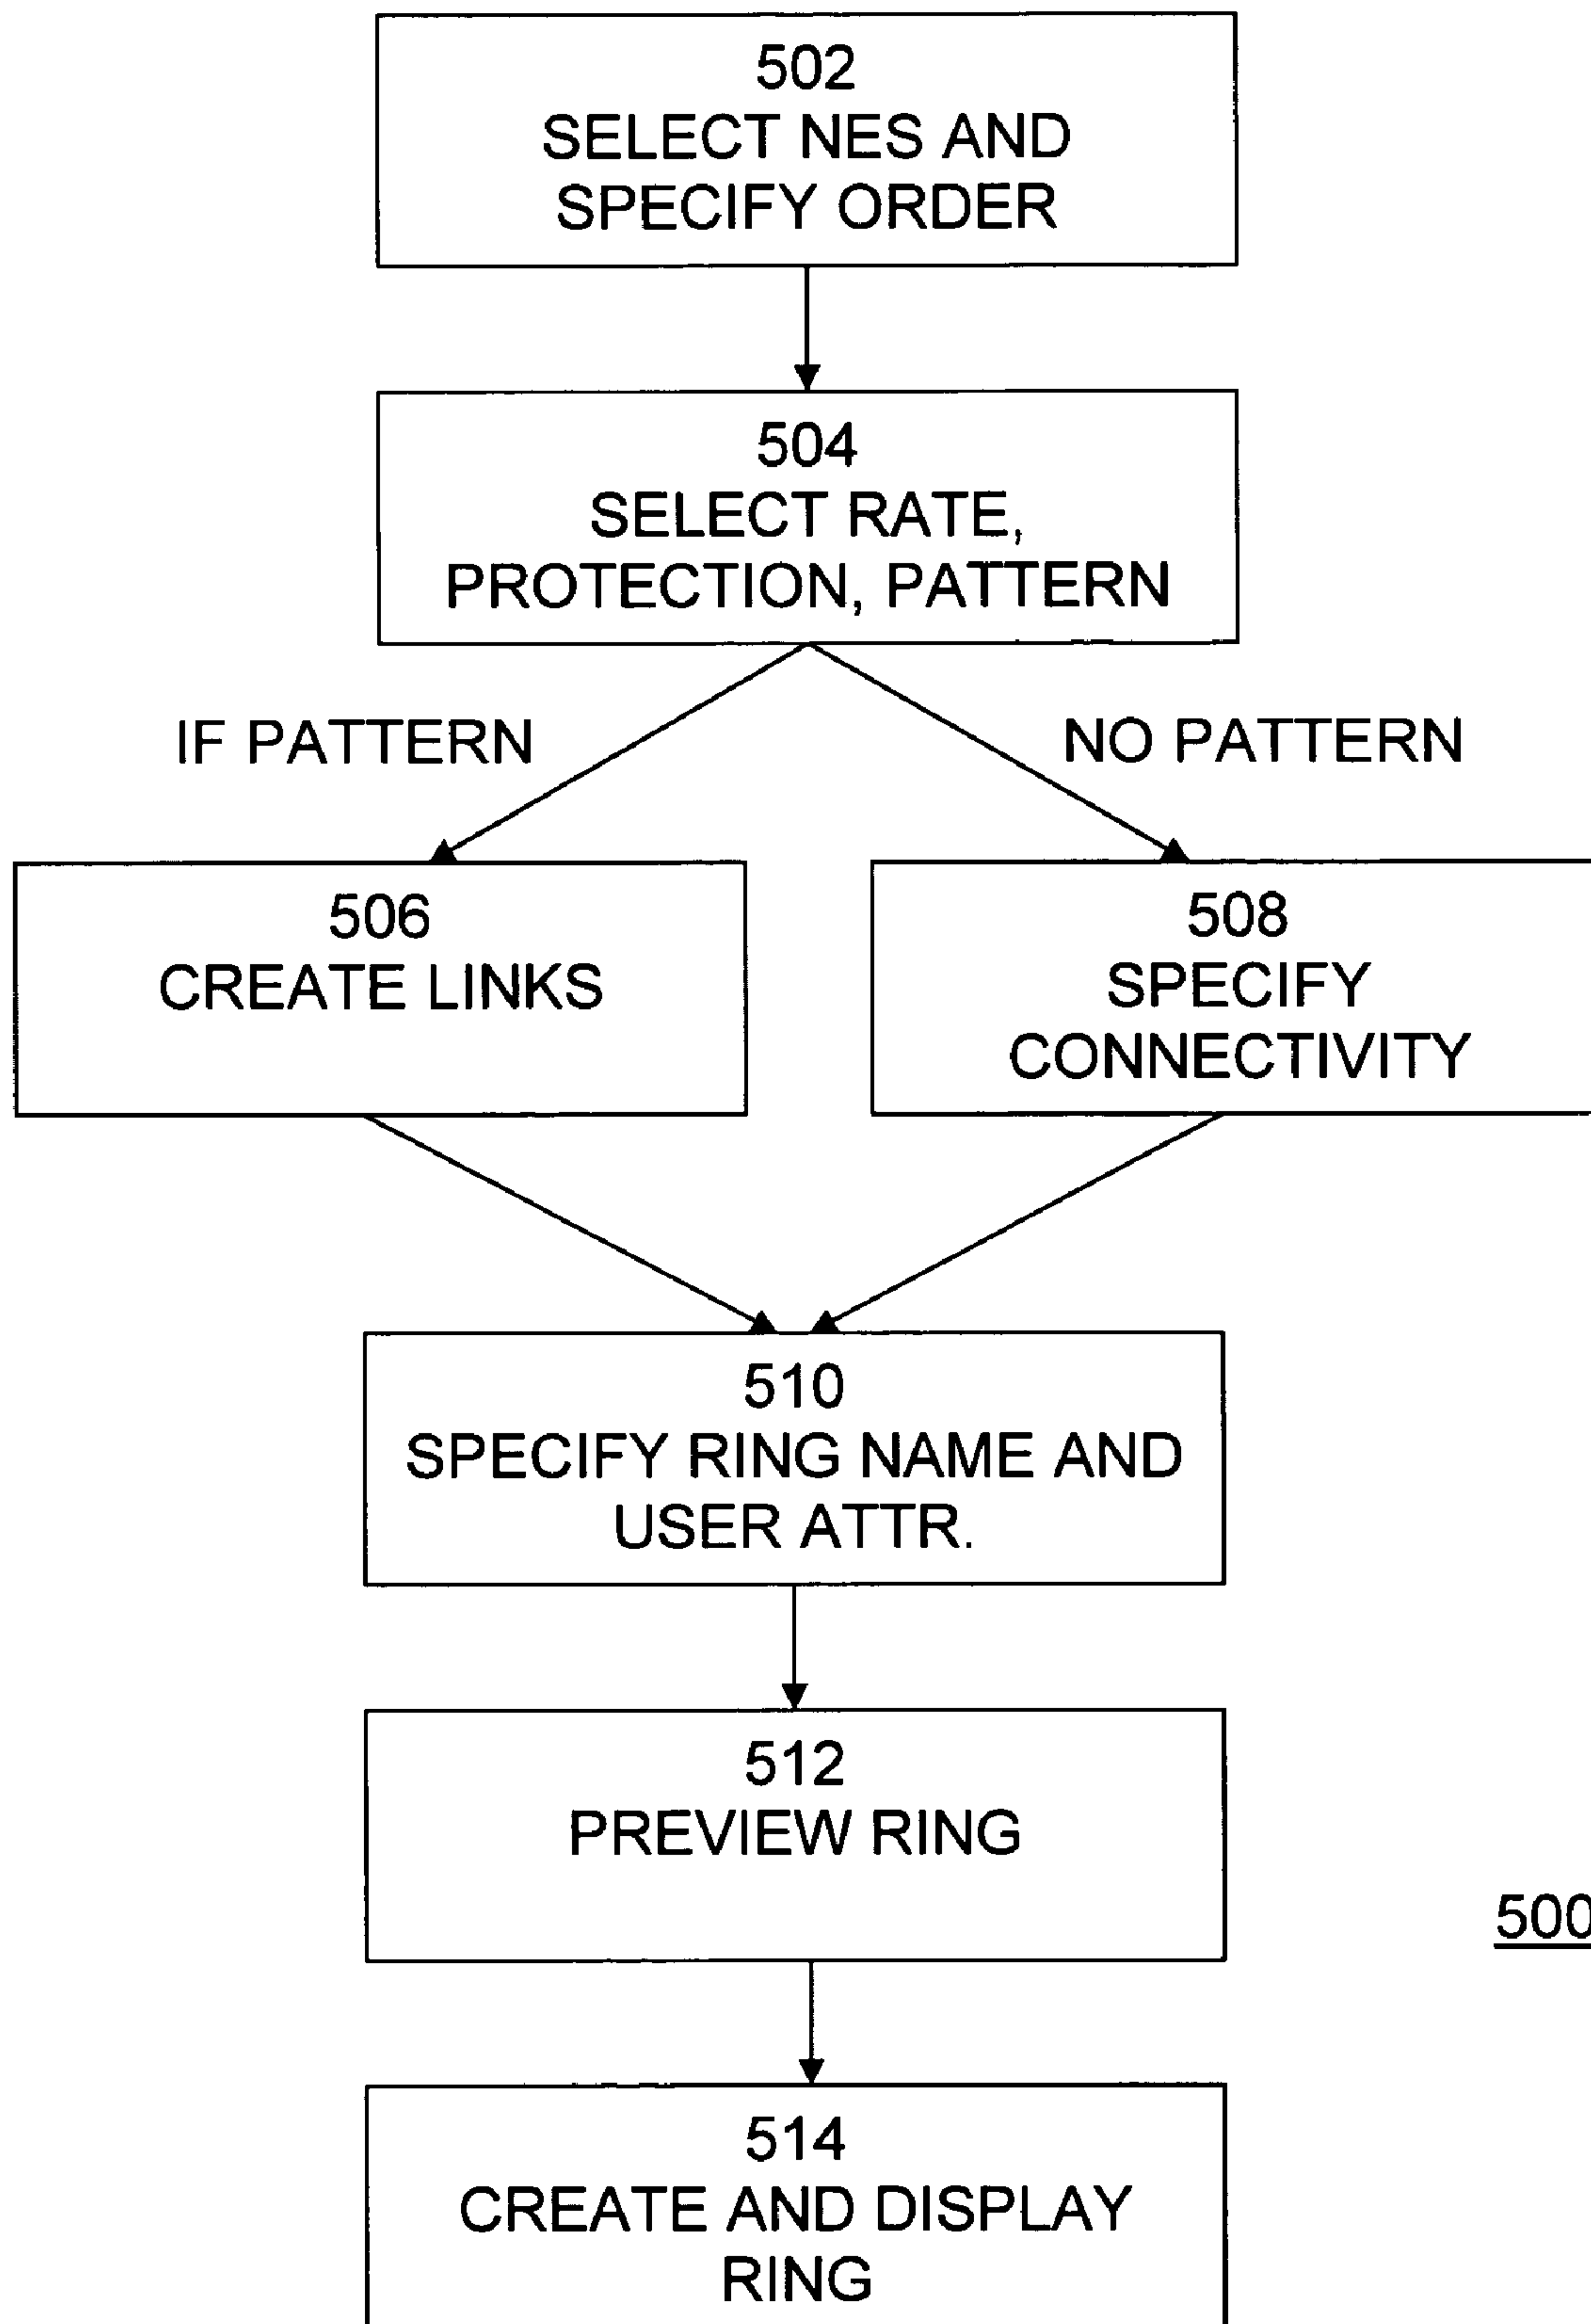 502
SELECT NES AND
SPECIFY ORDER
504
SELECT RATE,
PROTECTION, PATTERN
IF PATTERN
NO PATTERN
506
CREATE LINKS
508
SPECIFY
CONNECTIVITY
510
SPECIFY RING NAME AND
USER ATTR.
512
PREVIEW RING
500
514
CREATE AND DISPLAY
RING